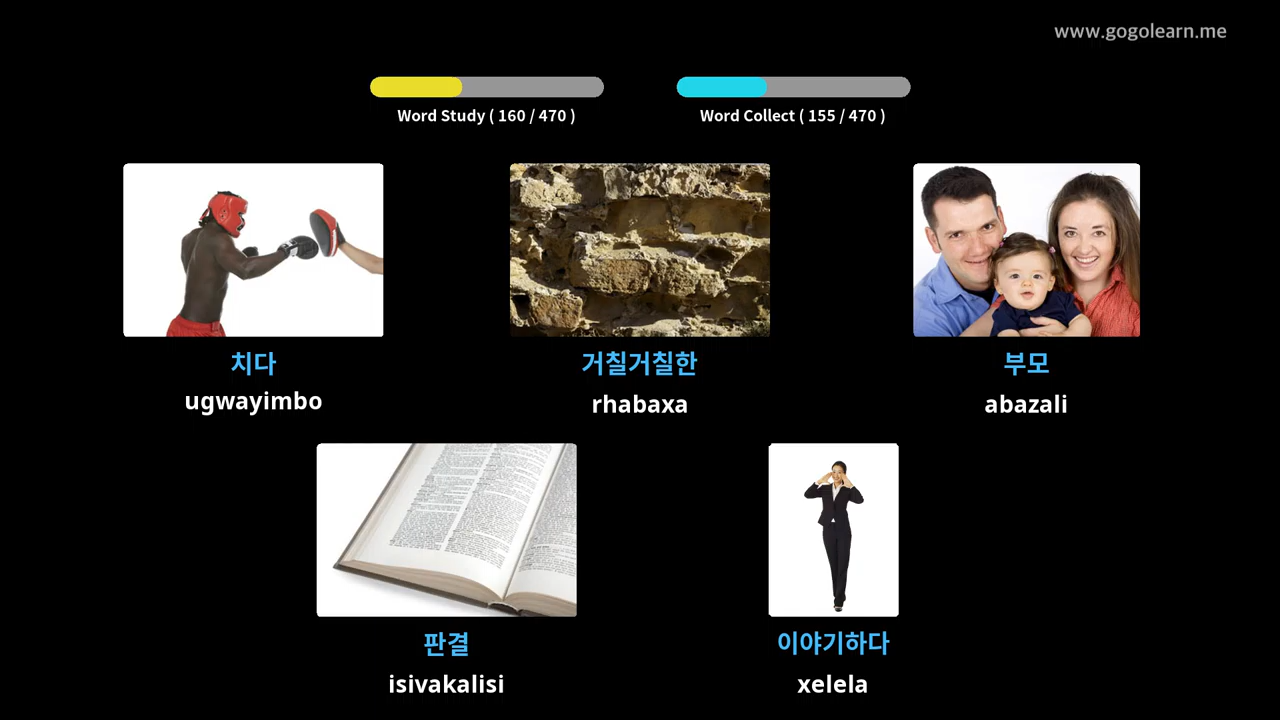 www.gogolearn.me
Word Study ( 160 / 470 )
Word Collect ( 155 / 470 )
치다
ugwayimbo
거칠거칠한
rhabaxa
부모
abazali
판결
isivakalisi
이야기하다
xelela